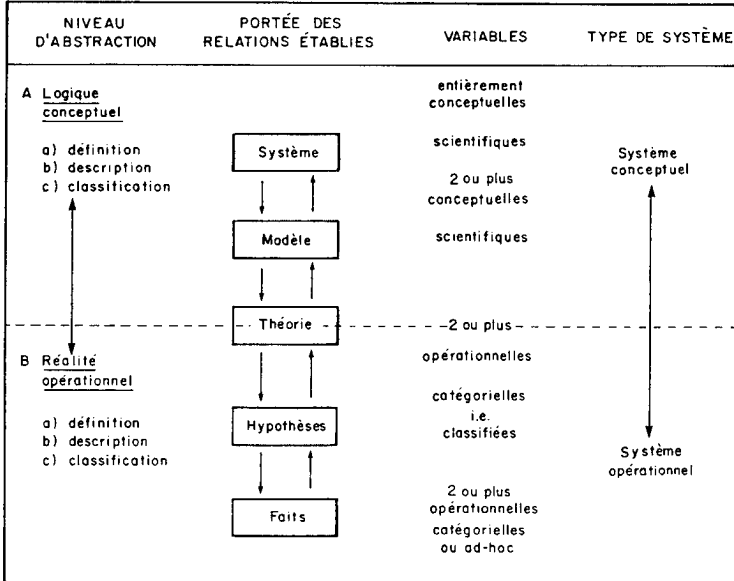 NIVEAU
D'ABSTRACTION
PORTÉE DES
RELATIONS ÉTABLIES
VARIABLES
TYPE DE SYSTÈME
A Logique
conceptuel
a) définition
b) description
c) classification
B Réalité
opérationnel
a) définition
b) description
c) classification
Système
Modèle
Théorie
Hypothèses
Faits
entièrement
conceptuelles
scientifiques
2 ou plus
conceptuelles
scientifiques
2 ou plus
opérationnelles
catégorielles
i.e.
classifiées
2 ou plus
opérationnelles
catégorielles
ou ad-hoc
Système
conceptuel
Système
opérationnel